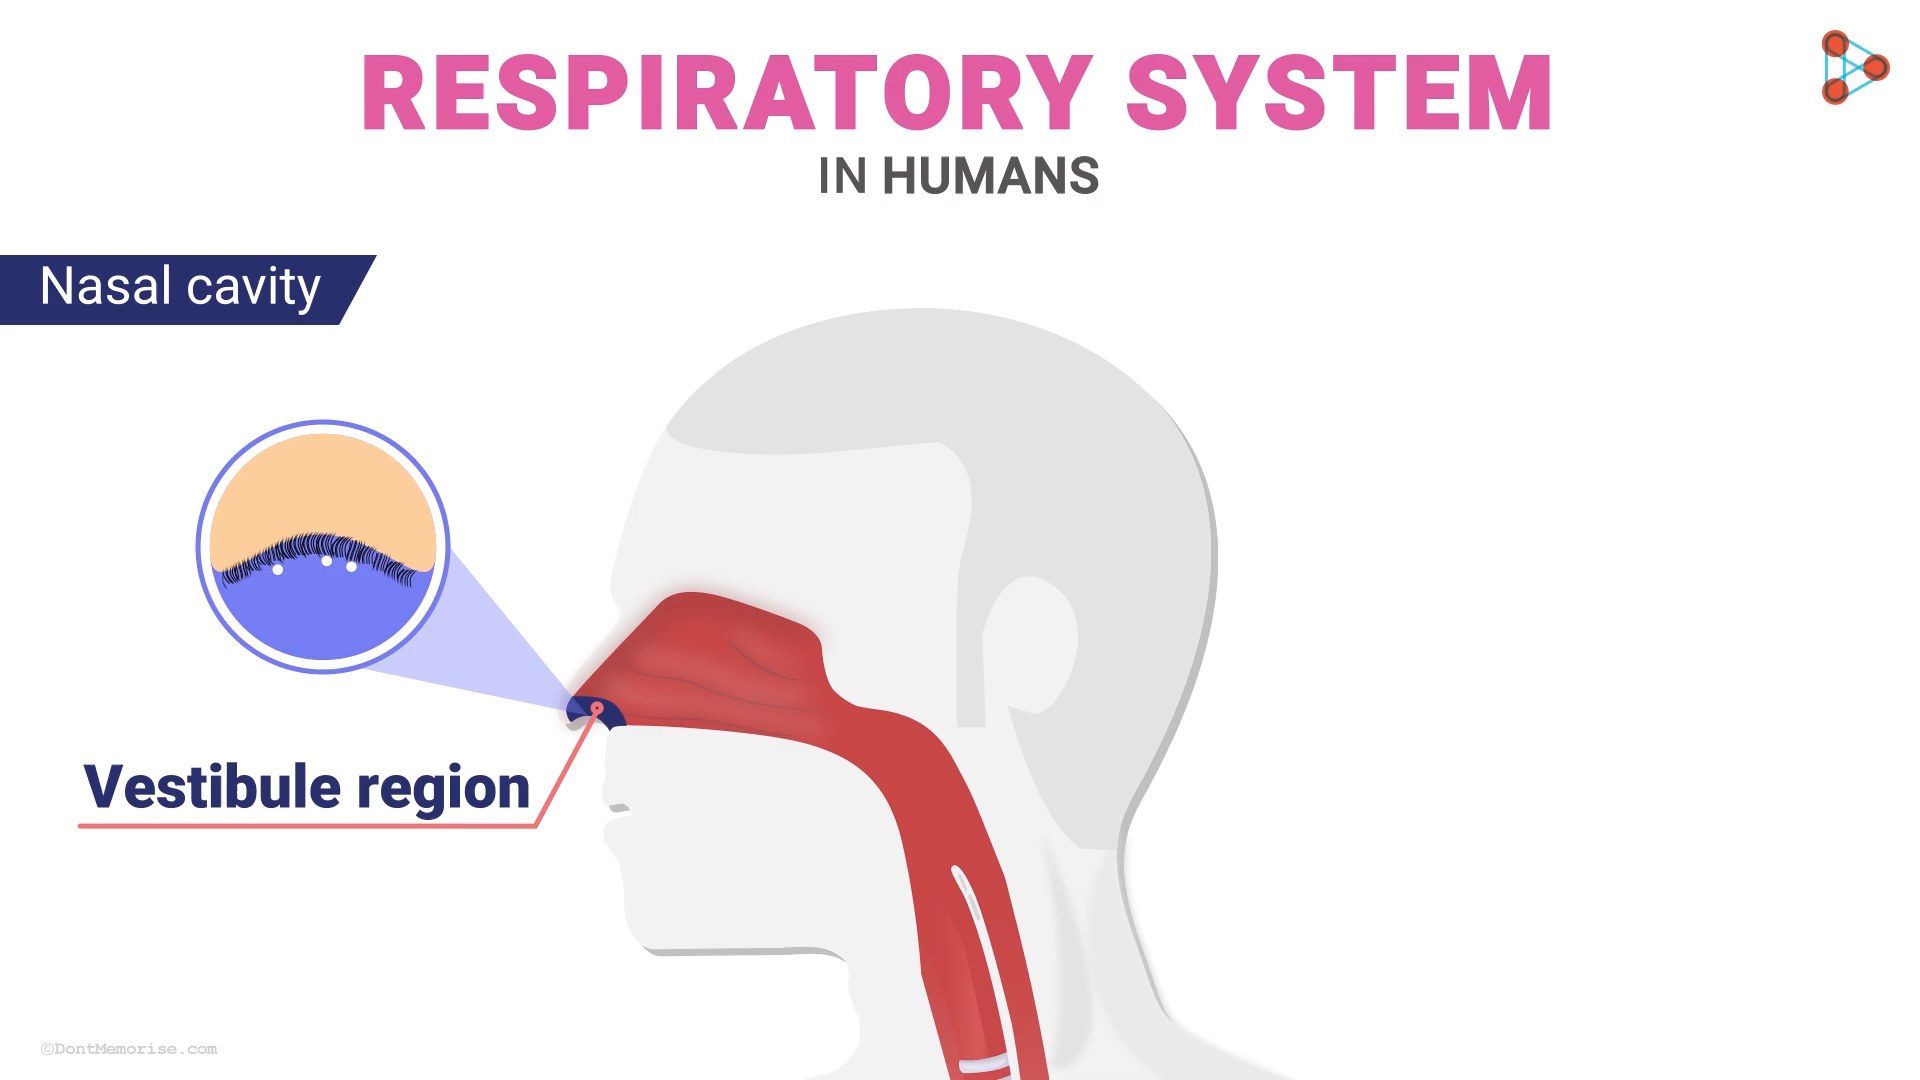 RESPIRATORY SYSTEM
IN HUMANS
Nasal cavity
Vestibule region
©DontMemorise.com